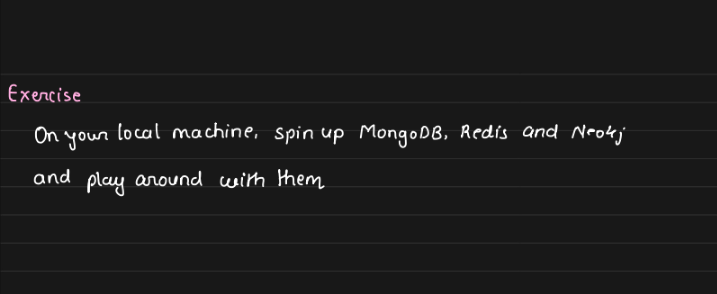 Exercise
On your local machine, spin up MongoDB, Redis and Neo4j
and play around with them